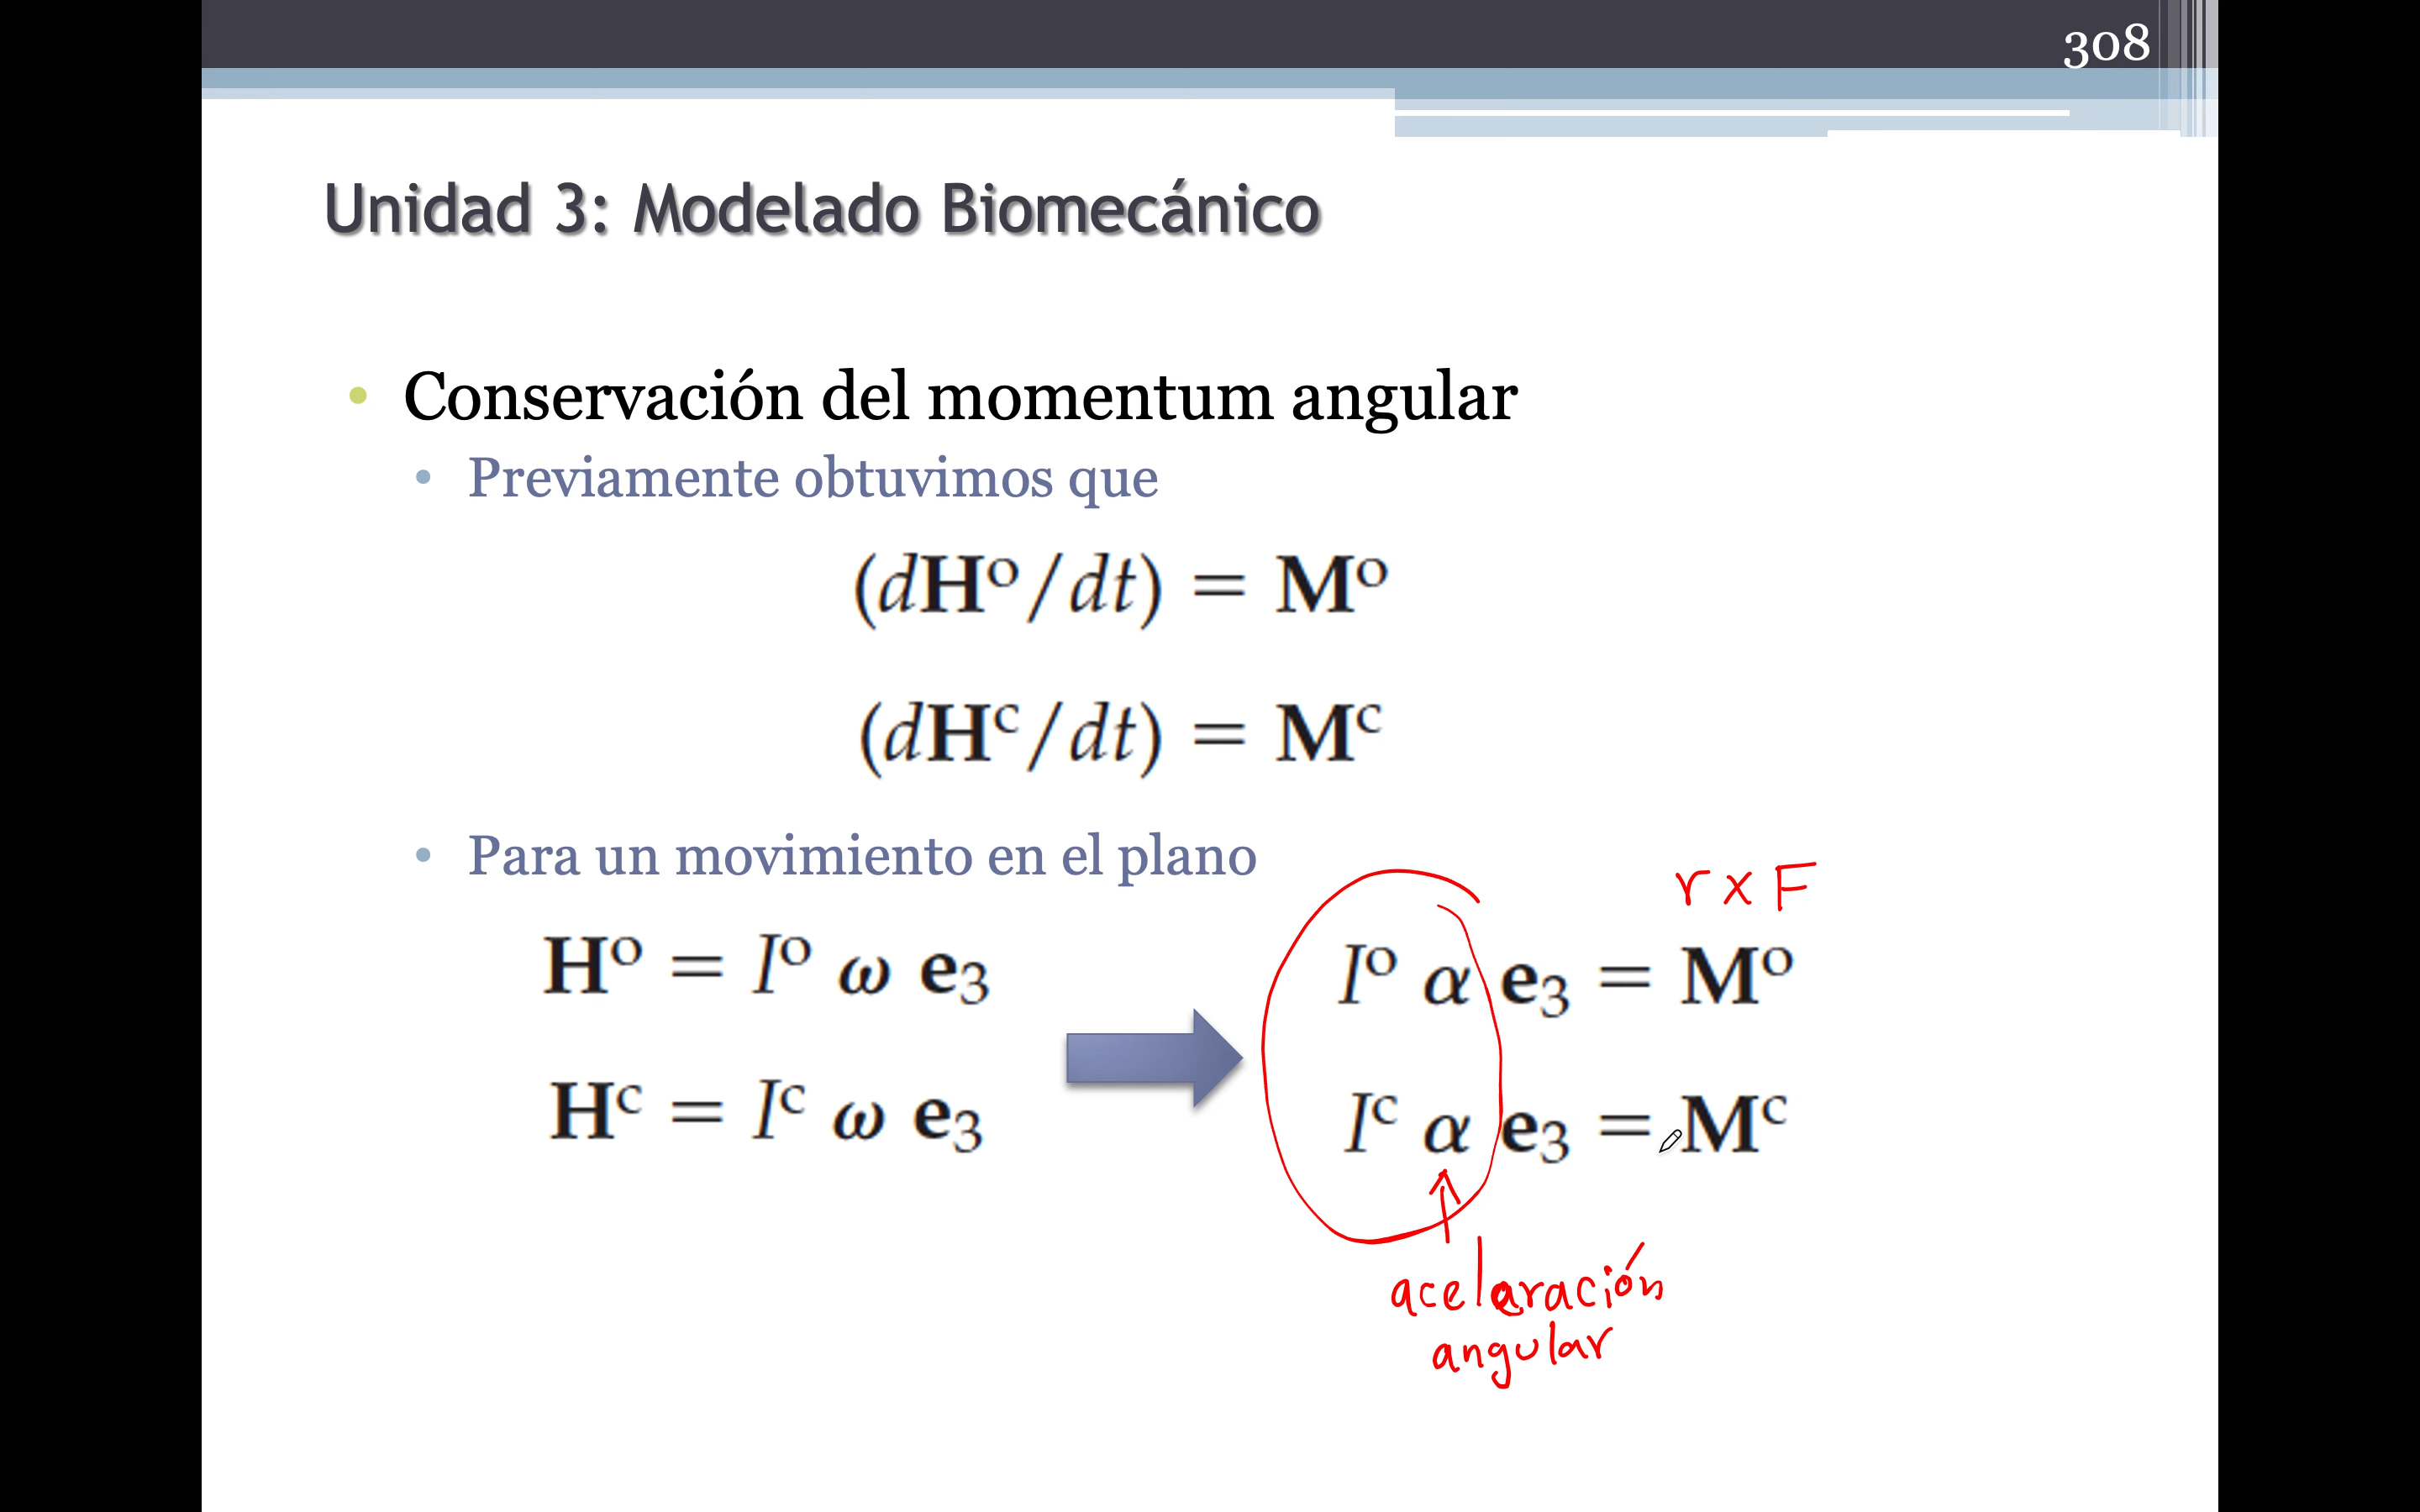 308
Unidad 3: Modelado Biomecánico
• Conservación del momentum angular
• Previamente obtuvimos que
(dHᴼ/dt) = Mᴼ
(dHᶜ/dt) = Mᶜ
• Para un movimiento en el plano
r x F
Hᴼ = Iᴼ ω e₃
Iᴼ α e₃ = Mᴼ
Hᶜ = Iᶜ ω e₃
Iᶜ α e₃ = Mᶜ
acelaración
angular